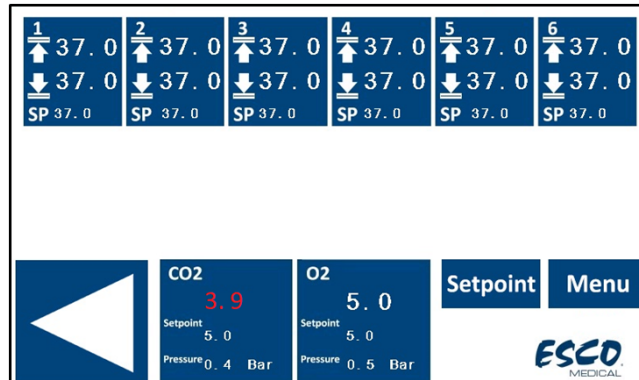 1 2 3 4 5 6
37.0 37.0 37.0 37.0 37.0 37.0
37.0 37.0 37.0 37.0 37.0 37.0
SP 37.0 SP 37.0 SP 37.0 SP 37.0 SP 37.0 SP 37.0
CO2
3.9
Setpoint
5.0
Pressure 0.4 Bar
O2
5.0
Setpoint
5.0
Pressure 0.5 Bar
Setpoint
Menu
ESCO
MEDICAL